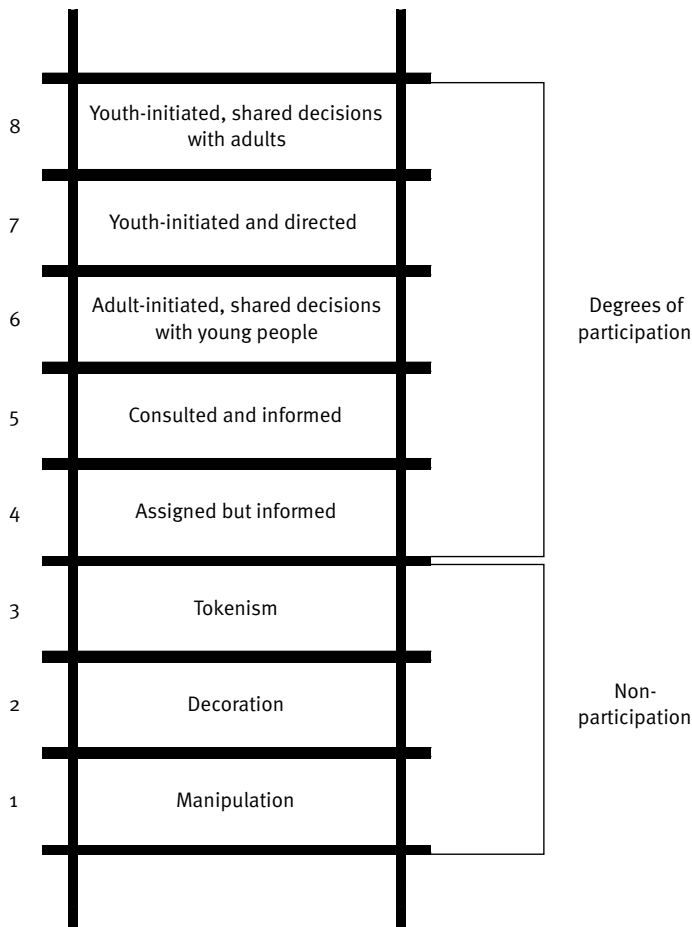 8
Youth-initiated, shared decisions
with adults
7
Youth-initiated and directed
6
Adult-initiated, shared decisions
with young people
Degrees of
participation
5
Consulted and informed
4
Assigned but informed
3
Tokenism
2
Decoration
Non-
participation
1
Manipulation